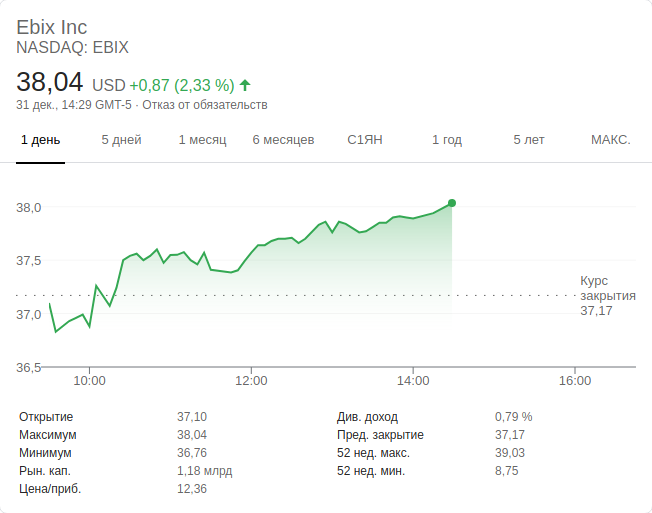 Ebix Inc
NASDAQ: EBIX
38,04 USD +0,87 (2,33 %)
31 дек., 14:29 GMT-5 · Отказ от обязательств
1 день 5 дней 1 месяц 6 месяцев С1ЯН 1 год 5 лет МАКС.
38,0
37,5
Курс
закрытия
37,17
37,0
36,5
10:00 12:00 14:00 16:00
Открытие 37,10 Див. доход 0,79 %
Максимум 38,04 Пред. закрытие 37,17
Минимум 36,76 52 нед. макс. 39,03
Рын. кап. 1,18 млрд 52 нед. мин. 8,75
Цена/приб. 12,36